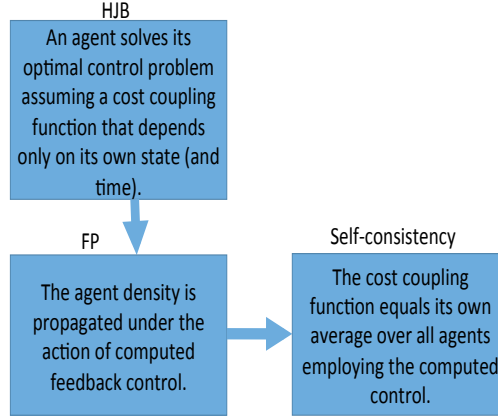 HJB
An agent solves its
optimal control problem
assuming a cost coupling
function that depends
only on its own state (and
time).
FP
The agent density is
propagated under the
action of computed
feedback control.
Self-consistency
The cost coupling
function equals its own
average over all agents
employing the computed
control.